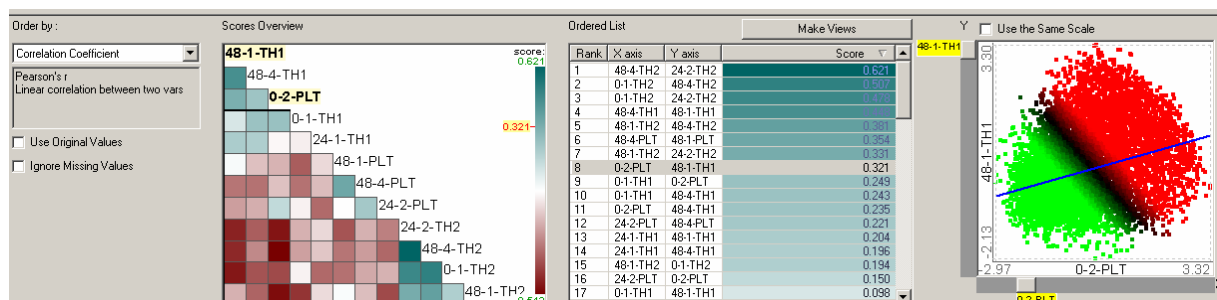 Order by :
Correlation Coefficient
Pearson's r
Linear correlation between two vars
Use Original Values
Ignore Missing Values
Scores Overview
48-1-TH1
48-4-TH1
0-2-PLT
0-1-TH1
24-1-TH1
48-1-PLT
48-4-PLT
24-2-PLT
24-2-TH2
48-4-TH2
0-1-TH2
48-1-TH2
score:
0.621
0.321
Ordered List
Make Views
Rank X axis Y axis Score
1 48-4-TH2 24-2-TH2 0.621
2 0-1-TH2 48-4-TH2 0.507
3 0-1-TH2 24-2-TH2
4 48-1-TH1 48-4-TH1
5 48-1-TH2 48-4-TH2 0.381
6 48-4-PLT 48-1-PLT 0.354
7 48-1-TH2 24-2-TH2 0.331
8 0-2-PLT 48-1-TH1 0.321
9 0-1-TH1 0-2-PLT 0.249
10 0-1-TH1 48-4-TH1 0.243
11 0-2-PLT 48-4-TH1 0.235
12 24-2-PLT 48-4-PLT 0.221
13 24-1-TH1 48-1-TH1 0.204
14 24-1-TH1 48-4-TH1 0.196
15 48-1-TH2 0-1-TH2 0.194
16 24-2-PLT 48-1-PLT 0.150
17 0-1-TH1 48-1-TH1 0.098
Y
Use the Same Scale
48-1-TH1
3.30
48-1-TH1
-2.13
-2.97 0-2-PLT 3.32
0-2-PLT